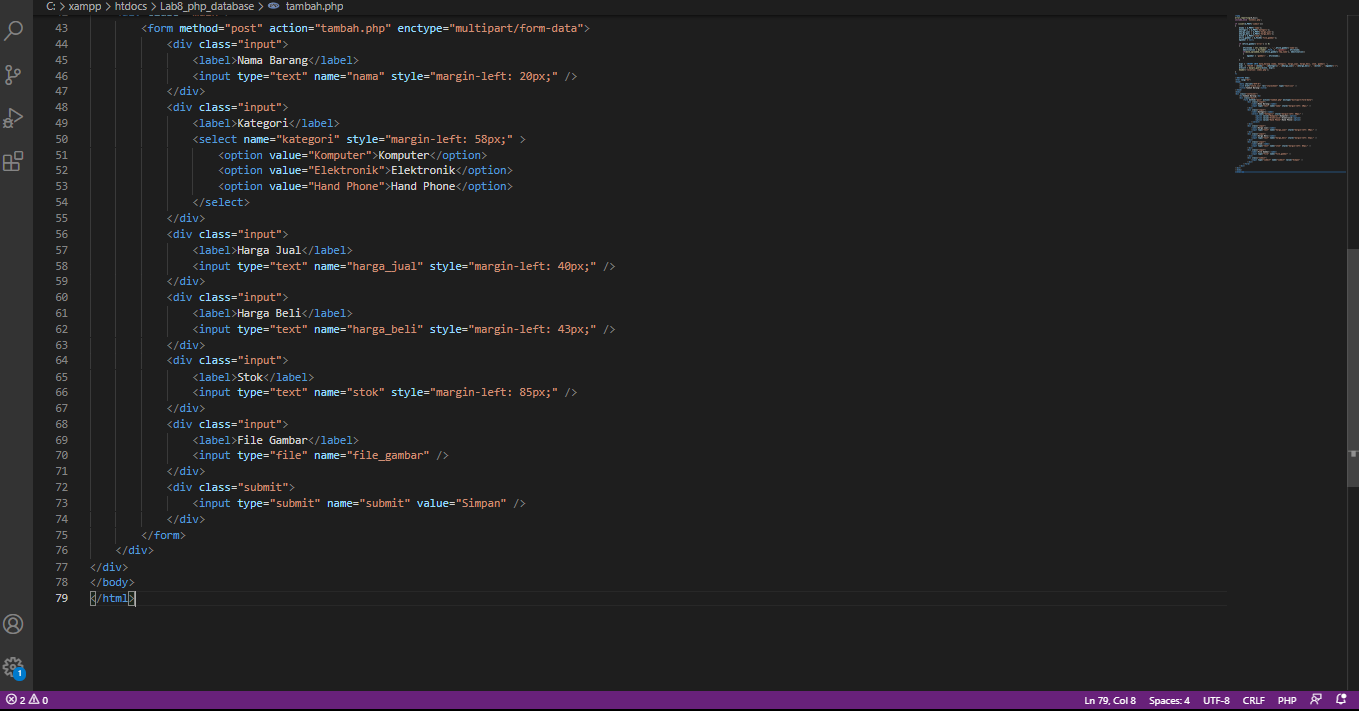 C: > xampp > htdocs > Lab8_php_database > tambah.php
43 <form method="post" action="tambah.php" enctype="multipart/form-data">
44 <div class="input">
45 <label>Nama Barang</label>
46 <input type="text" name="nama" style="margin-left: 20px;" />
47 </div>
48 <div class="input">
49 <label>Kategori</label>
50 <select name="kategori" style="margin-left: 58px;" >
51 <option value="Komputer">Komputer</option>
52 <option value="Elektronik">Elektronik</option>
53 <option value="Hand Phone">Hand Phone</option>
54 </select>
55 </div>
56 <div class="input">
57 <label>Harga Jual</label>
58 <input type="text" name="harga_jual" style="margin-left: 40px;" />
59 </div>
60 <div class="input">
61 <label>Harga Beli</label>
62 <input type="text" name="harga_beli" style="margin-left: 43px;" />
63 </div>
64 <div class="input">
65 <label>Stok</label>
66 <input type="text" name="stok" style="margin-left: 85px;" />
67 </div>
68 <div class="input">
69 <label>File Gambar</label>
70 <input type="file" name="file_gambar" />
71 </div>
72 <div class="submit">
73 <input type="submit" name="submit" value="Simpan" />
74 </div>
75 </form>
76 </div>
77 </div>
78 </body>
79 </html>
1
2 0 Ln 79, Col 8 Spaces: 4 UTF-8 CRLF PHP